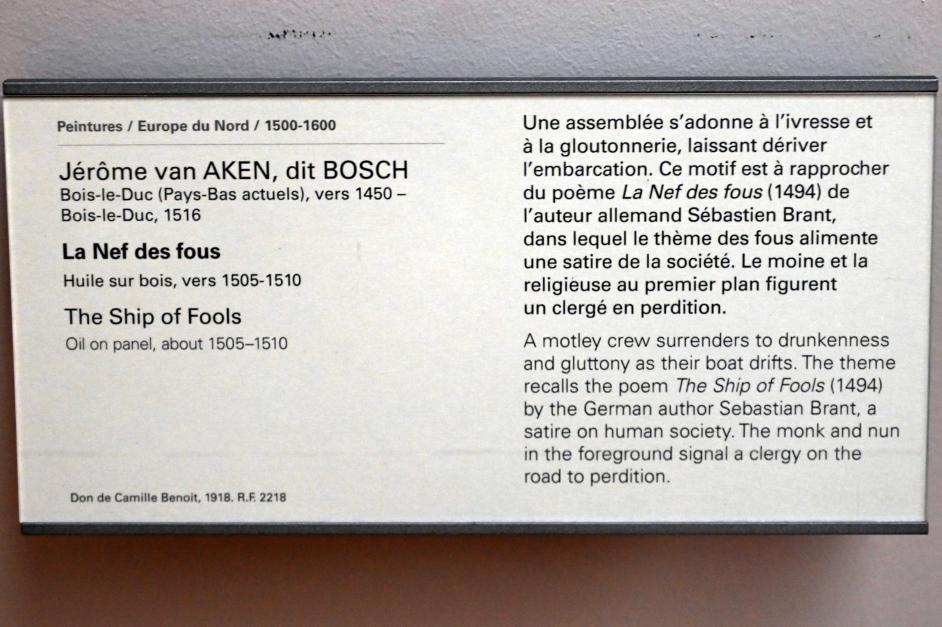 Peintures / Europe du Nord / 1500-1600
Jérôme van AKEN, dit BOSCH
Bois-le-Duc (Pays-Bas actuels), vers 1450 –
Bois-le-Duc, 1516
La Nef des fous
Huile sur bois, vers 1505-1510
The Ship of Fools
Oil on panel, about 1505–1510
Don de Camille Benoit, 1918. R.F. 2218
Une assemblée s’adonne à l’ivresse et
à la gloutonnerie, laissant dériver
l’embarcation. Ce motif est à rapprocher
du poème La Nef des fous (1494) de
l’auteur allemand Sébastien Brant,
dans lequel le thème des fous alimente
une satire de la société. Le moine et la
religieuse au premier plan figurent
un clergé en perdition.
A motley crew surrenders to drunkenness
and gluttony as their boat drifts. The theme
recalls the poem The Ship of Fools (1494)
by the German author Sebastian Brant, a
satire on human society. The monk and nun
in the foreground signal a clergy on the
road to perdition.